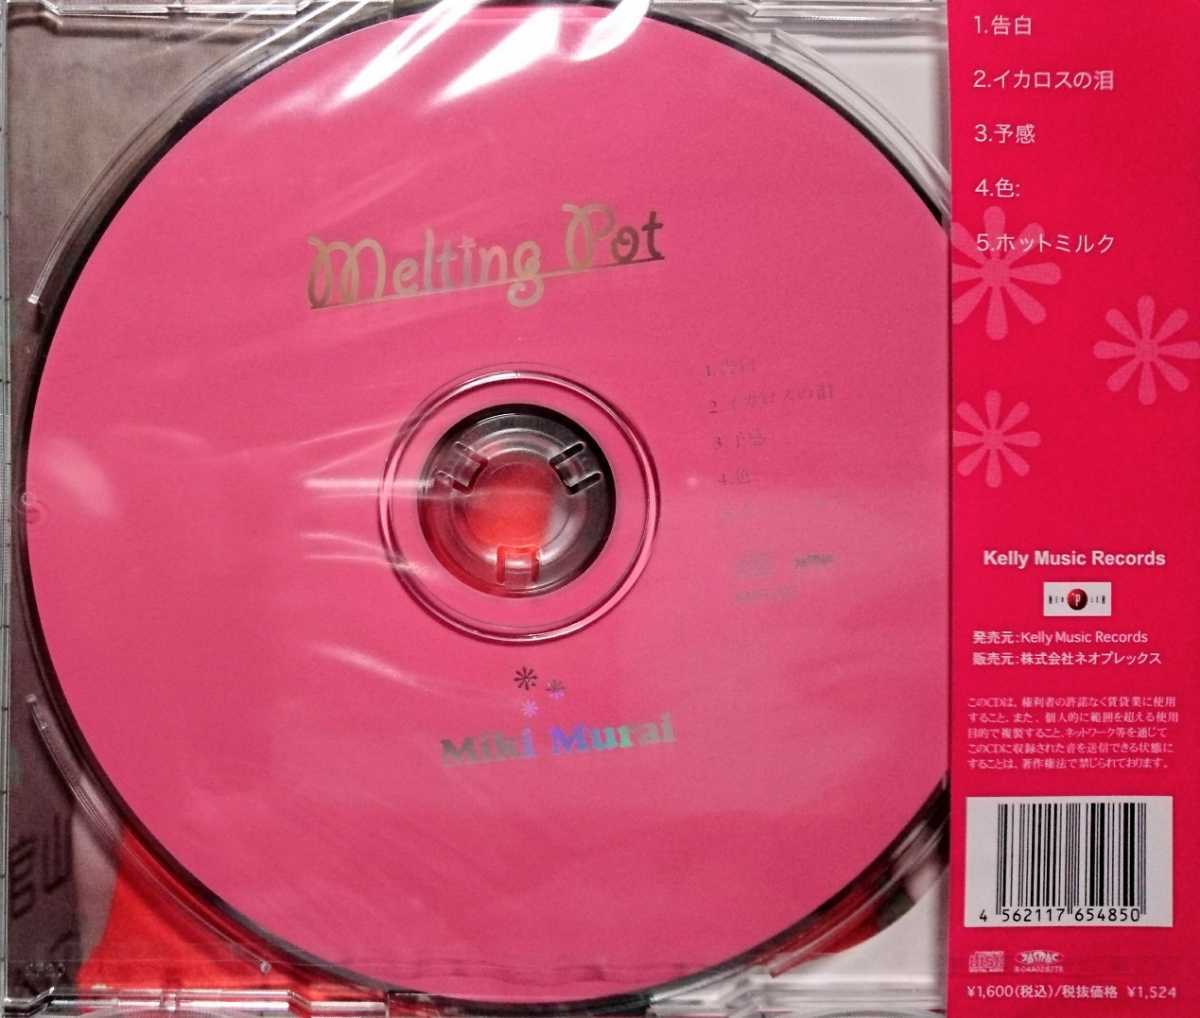 Melting Pot
1.告白
2.イカロスの泪
3.予感
4.色:
Miki Murai
1.告白
2.イカロスの泪
3.予感
4.色:
5.ホットミルク
Kelly Music Records
発売元:Kelly Music Records
販売元:株式会社ネオプレックス
このCDは、権利者の許諾なく賃貸業に使用
すること、また、個人的に範囲を超える使用
目的で複製すること、ネットワーク等を通じて
このCDに収録された音を送信できる状態に
することは、著作権法で禁じられております。
4 562117 654850
JASRAC
¥1,600(税込)/税抜価格 ¥1,524